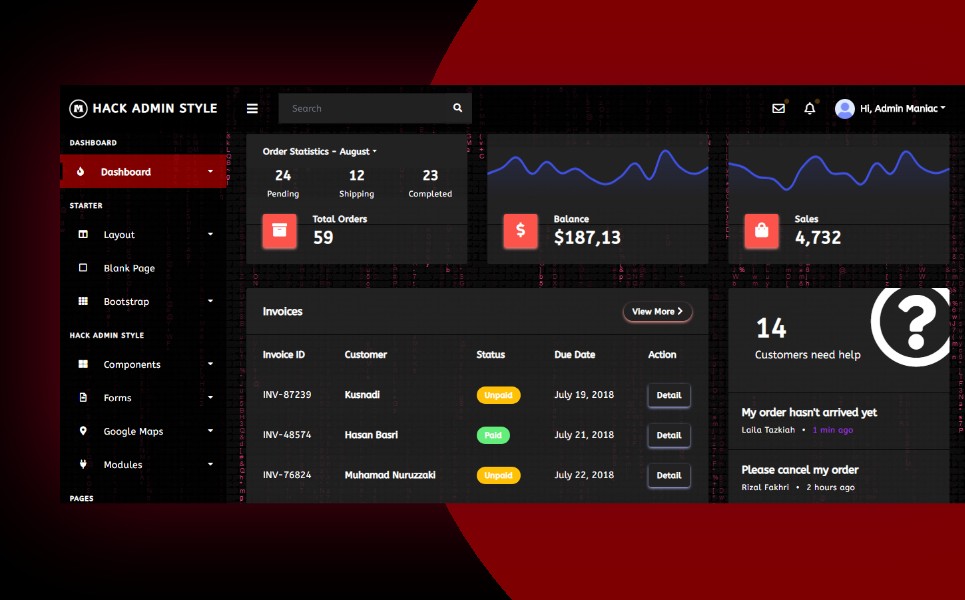 HACK ADMIN STYLE
Search
Hi, Admin Maniac
DASHBOARD
Dashboard
STARTER
Layout
Blank Page
Bootstrap
HACK ADMIN STYLE
Components
Forms
Google Maps
Modules
PAGES
Order Statistics - August
24 12 23
Pending Shipping Completed
Total Orders
59
Balance
$187,13
Sales
4,732
Invoices
View More
Invoice ID Customer Status Due Date Action
INV-87239 Kusnadi Unpaid July 19, 2018 Detail
INV-48574 Hasan Basri Paid July 21, 2018 Detail
INV-76824 Muhamad Nuruzzaki Unpaid July 22, 2018 Detail
14
Customers need help
My order hasn't arrived yet
Laila Tazkiah • 1 min ago
Please cancel my order
Rizal Fakhri • 2 hours ago